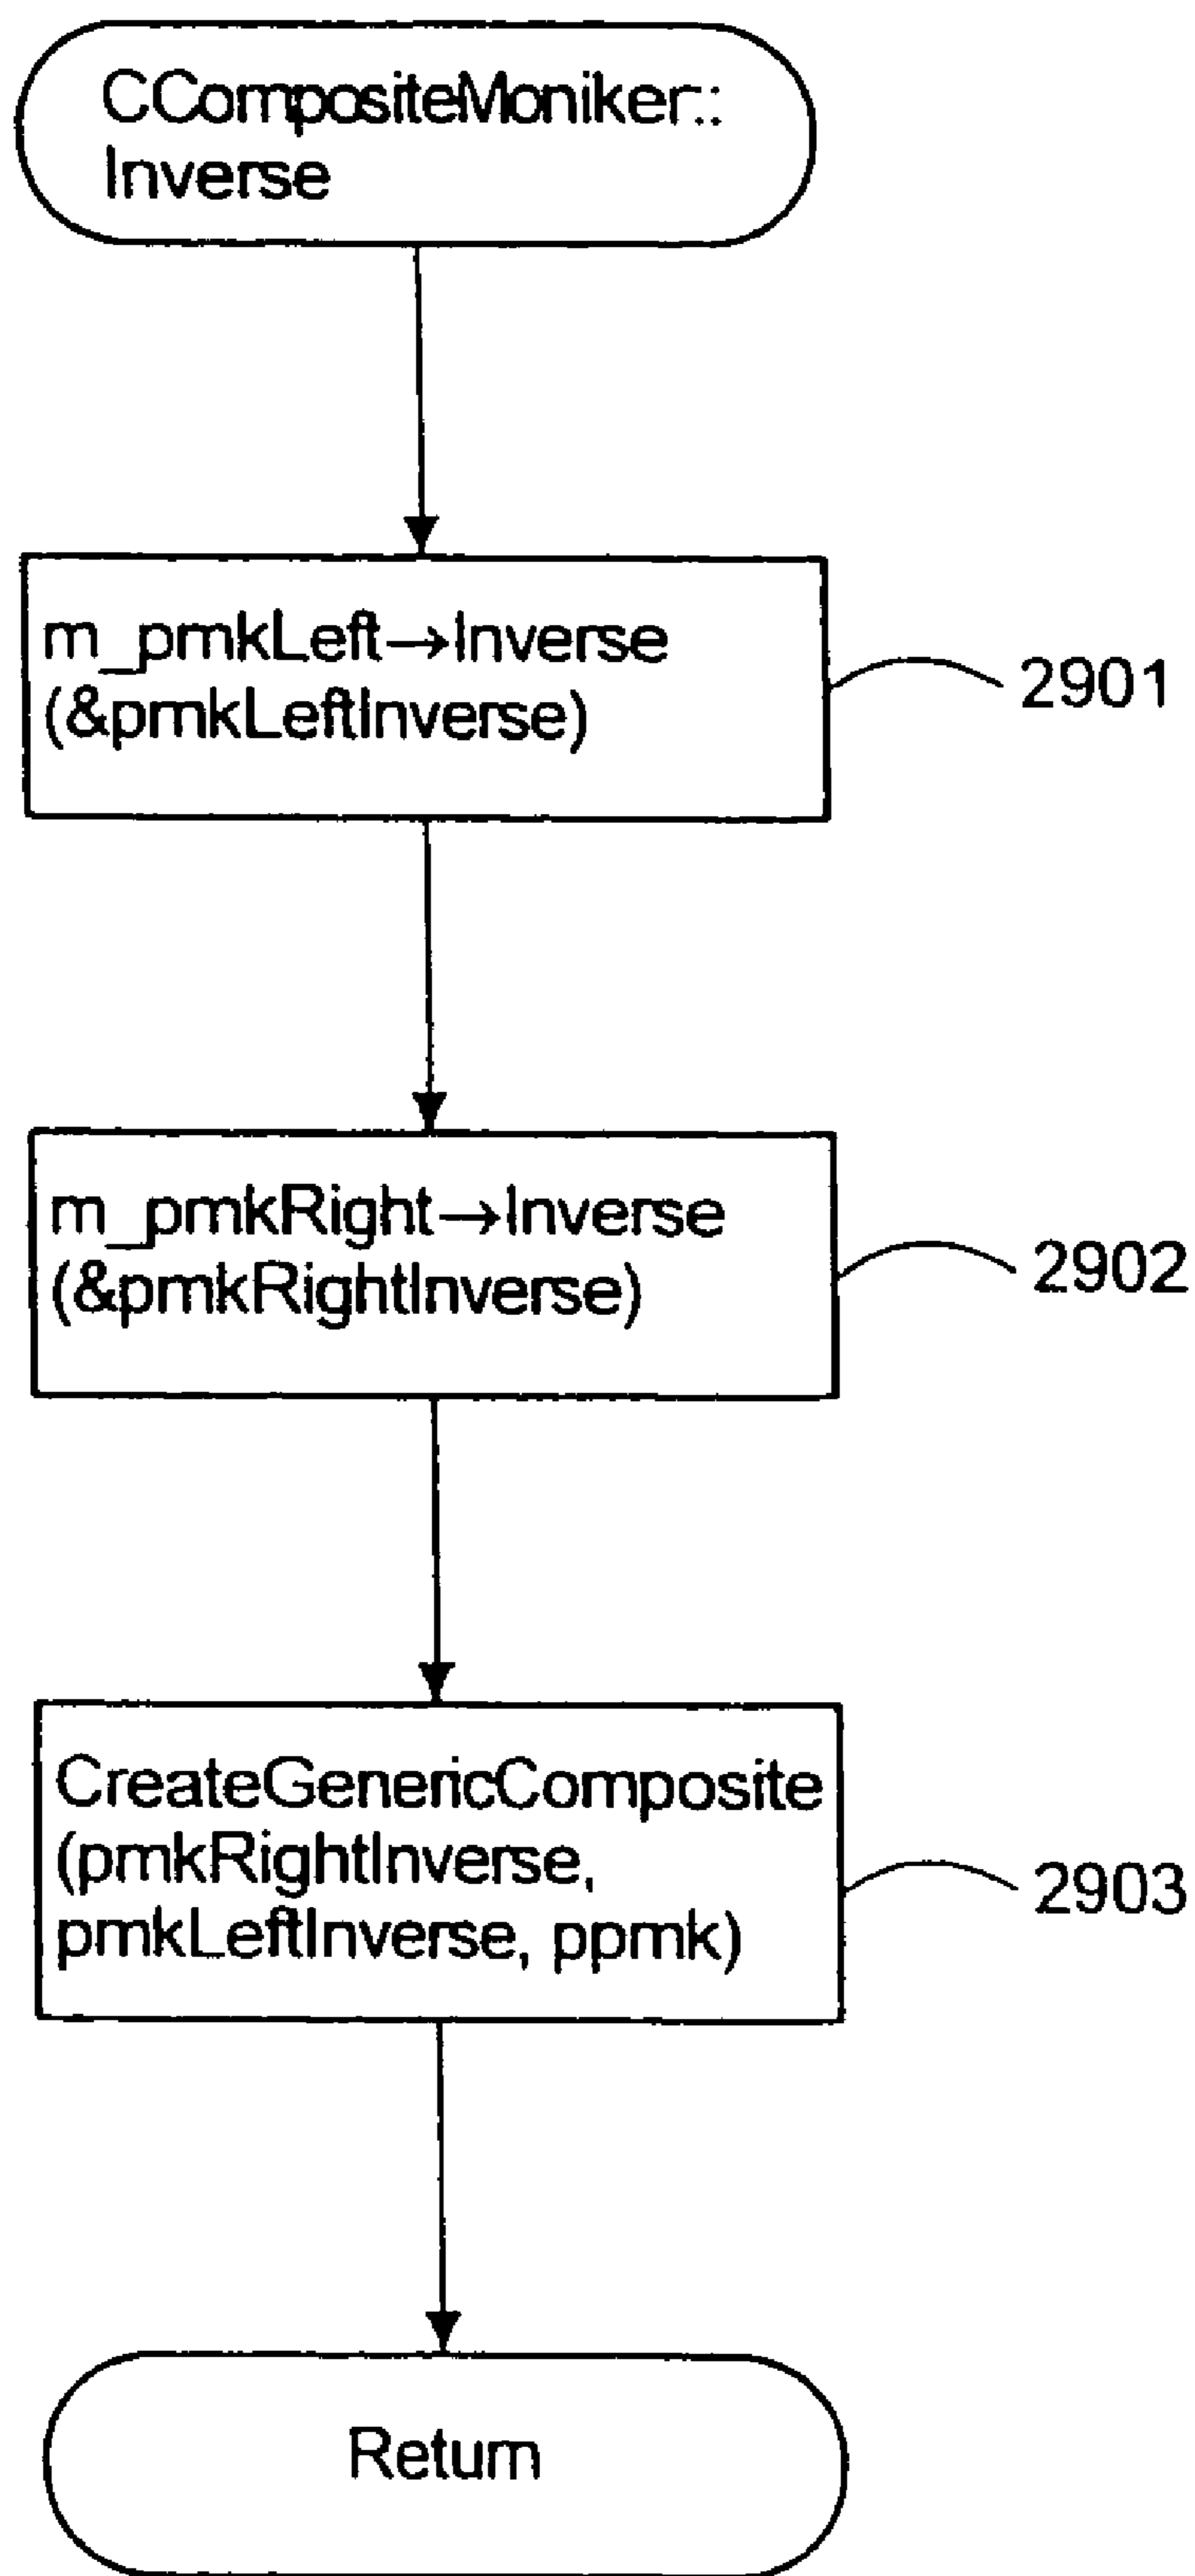 CCompositeMoniker::
Inverse
m_pmkLeft→Inverse
(&pmkLeftInverse)
2901
m_pmkRight→Inverse
(&pmkRightInverse)
2902
CreateGenericComposite
(pmkRightInverse,
pmkLeftInverse, ppmk)
2903
Return